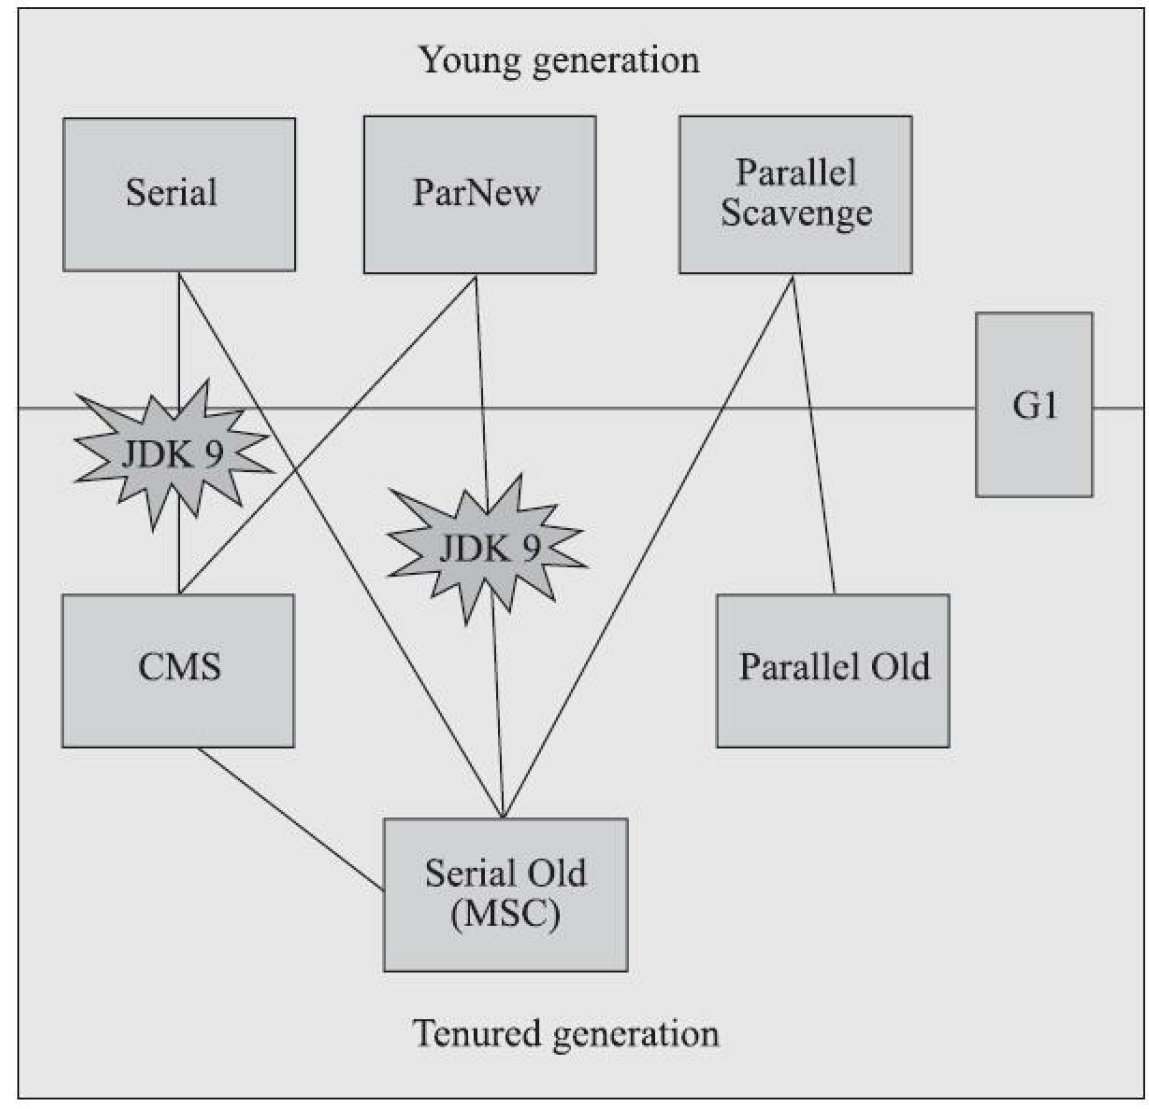 Young generation
Serial
ParNew
Parallel
Scavenge
G1
JDK 9
JDK 9
CMS
Parallel Old
Serial Old
(MSC)
Tenured generation